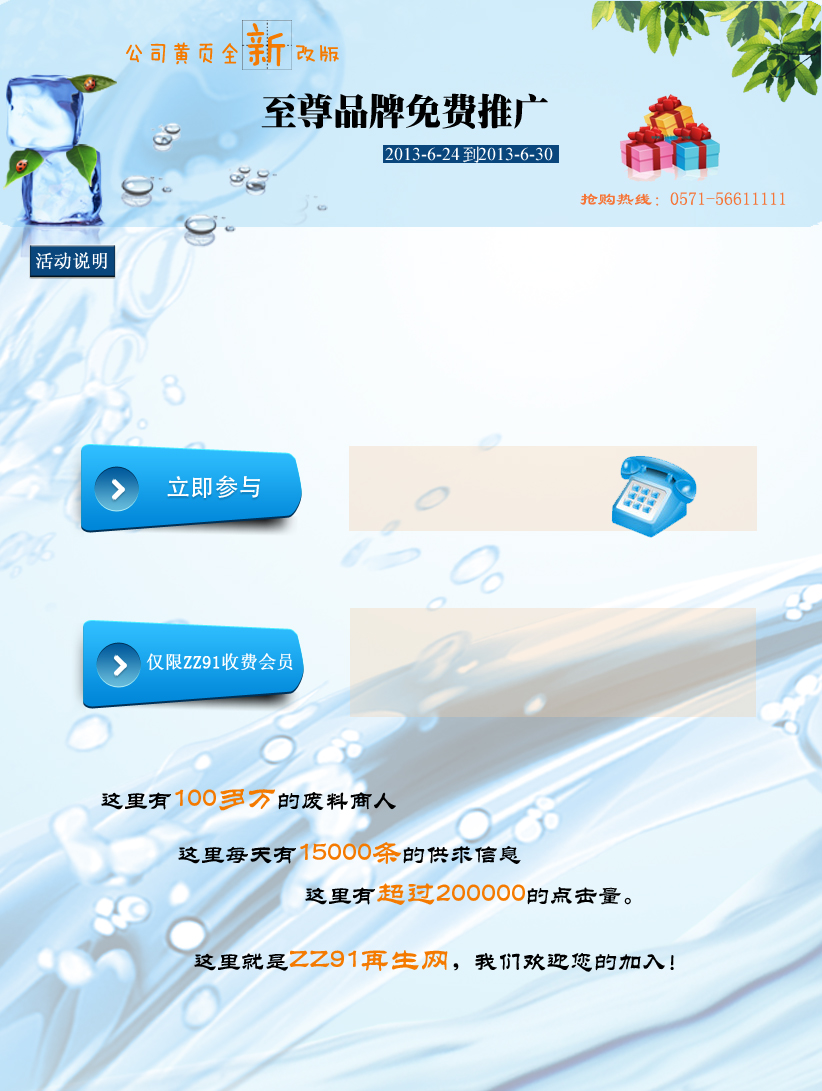 公司黄页全新改版
至尊品牌免费推广
2013-6-24到2013-6-30
抢购热线：0571-56611111
活动说明
立即参与
仅限ZZ91收费会员
这里有100多万的废料商人
这里每天有15000条的供求信息
这里有超过200000的点击量。
这里就是ZZ91再生网，我们欢迎您的加入！